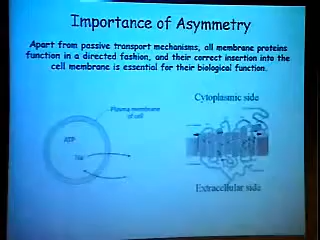 Importance of Asymmetry
Apart from passive transport mechanisms, all membrane proteins
function in a directed fashion, and their correct insertion into the
cell membrane is essential for their biological function.
Cytoplasmic side
Plasma membrane
of cell
ATP
Na
Extracellular side